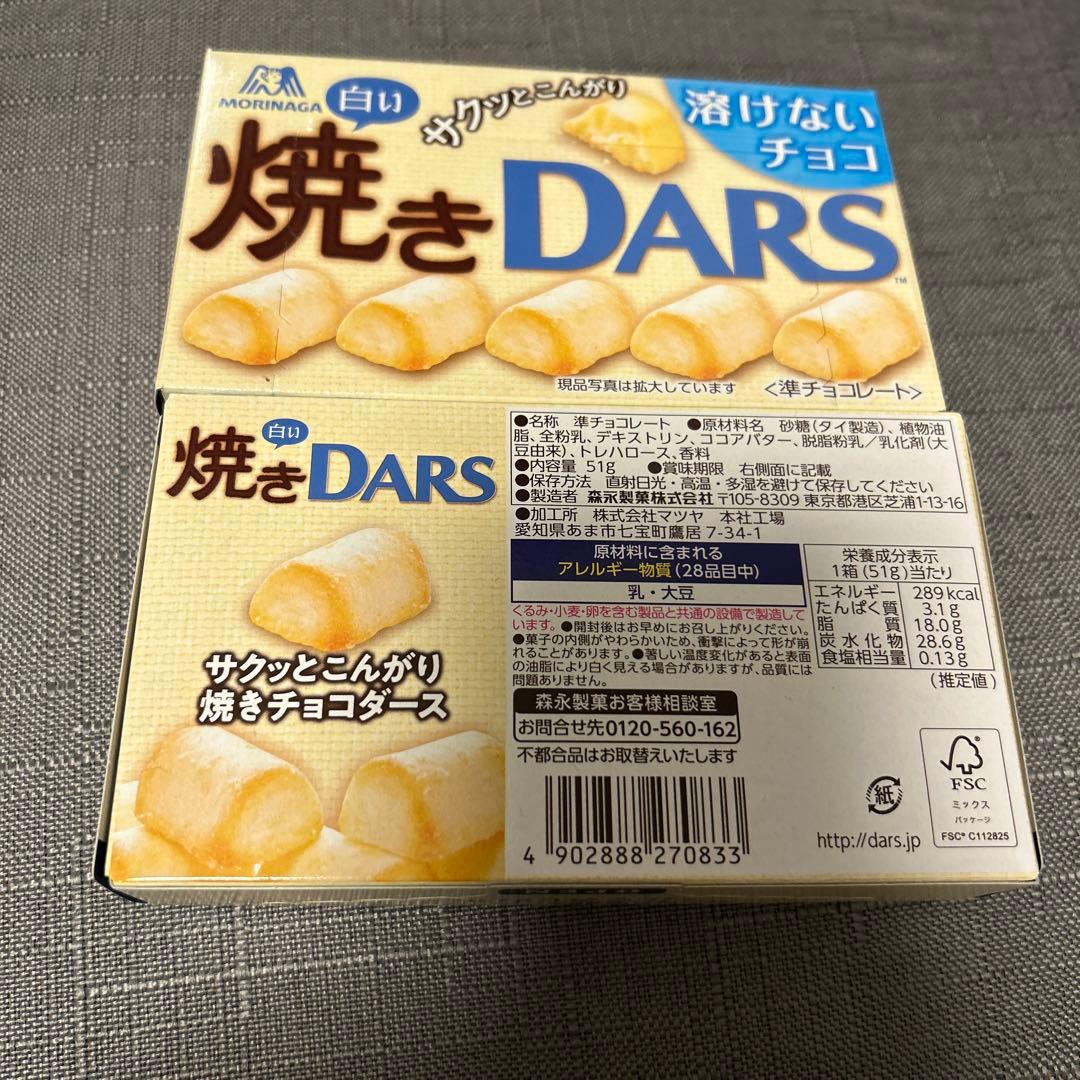 MORINAGA
白い
サクッとこんがり
溶けない
チョコ
焼きDARS
TM
現品写真は拡大しています
<準チョコレート>
白い
焼きDARS
サクッとこんがり
焼きチョコダース
●名称 準チョコレート ●原材料名 砂糖(タイ製造)、植物油
脂、全粉乳、デキストリン、ココアバター、脱脂粉乳/乳化剤(大
豆由来)、トレハロース、香料
●内容量 51g ●賞味期限 右側面に記載
●保存方法 直射日光・高温・多湿を避けて保存してください
●製造者 森永製菓株式会社 〒105-8309 東京都港区芝浦1-13-16
●加工所 株式会社マツヤ 本社工場
愛知県あま市七宝町鷹居7-34-1
原材料に含まれる
アレルギー物質(28品目中)
乳・大豆
くるみ・小麦・卵を含む製品と共通の設備で製造して
います。●開封後はお早めにお召し上がりください。
●菓子の内側がやわらかいため、衝撃によって形が崩
れることがあります。●著しい温度変化があると表面
の油脂により白く見える場合がありますが、品質には
問題ありません。
栄養成分表示
1箱(51g)当たり
エネルギー 289kcal
たんぱく質 3.1g
脂質 18.0g
炭水化物 28.6g
食塩相当量 0.13g
(推定値)
森永製菓お客様相談室
お問合せ先0120-560-162
不都合品はお取替えいたします
4 902888 270833
紙
http://dars.jp
FSC
ミックス
パッケージ
FSC® C112825